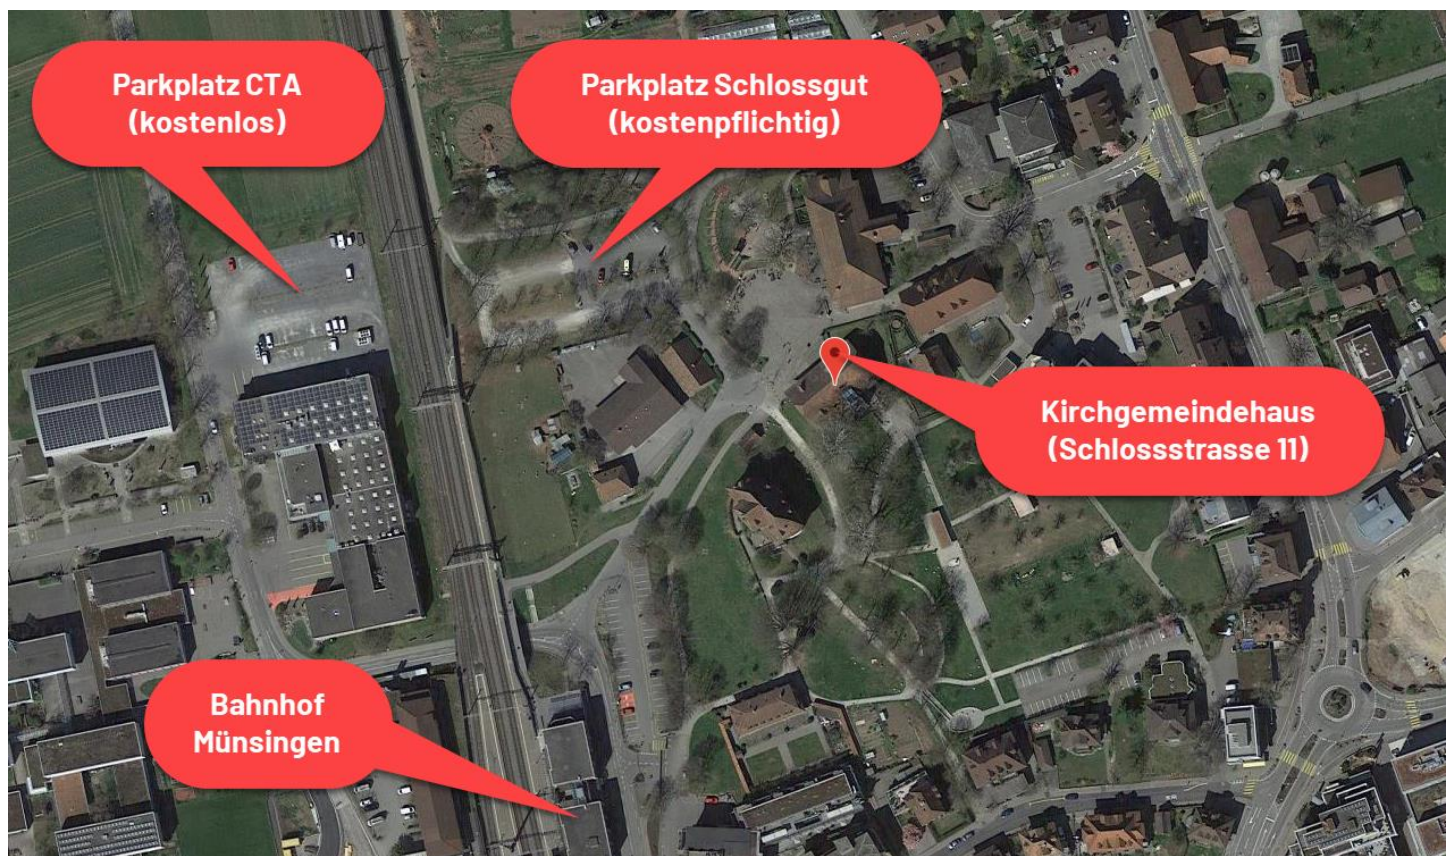 Parkplatz CTA
(kostenlos)
Parkplatz Schlossgut
(kostenpflichtig)
Kirchgemeindehaus
(Schlossstrasse 11)
Bahnhof
Münsingen